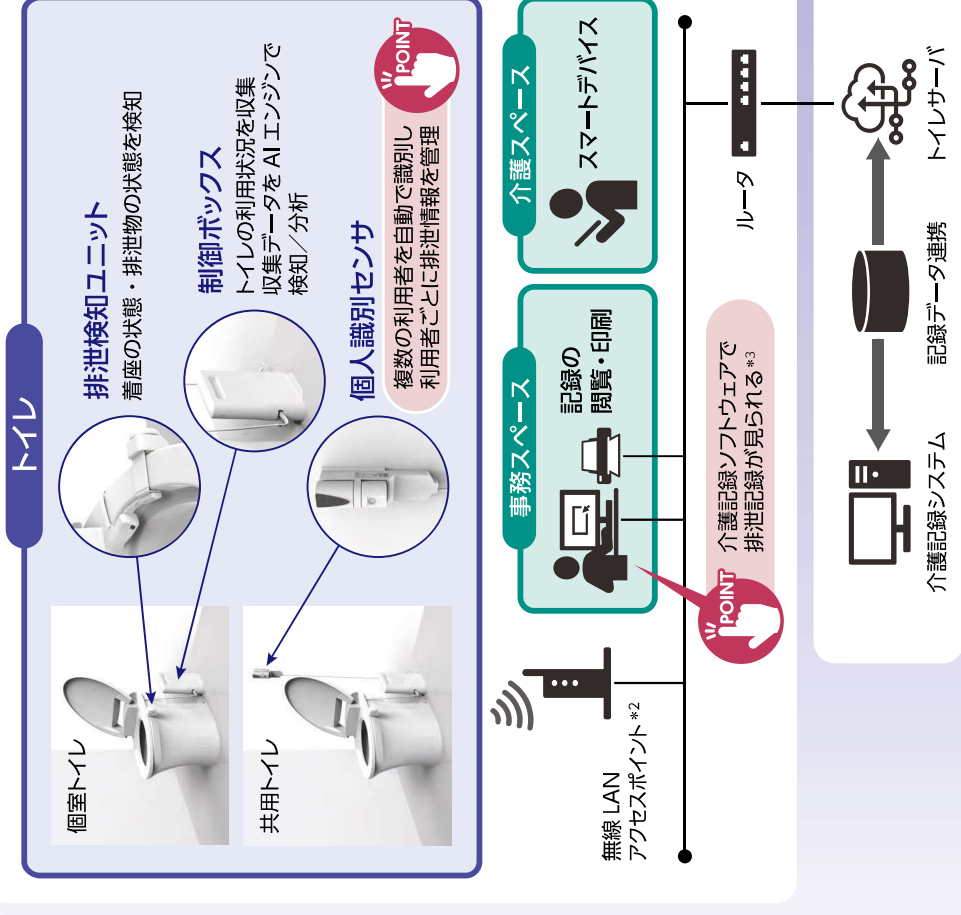 トイレ
個室トイレ
共用トイレ
排泄検知ユニット
着座の状態・排泄物の状態を検知
制御ボックス
トイレの利用状況を収集
収集データを AI エンジンで
検知／分析
個人識別センサ
複数の利用者を自動で識別し
利用者ごとに排泄情報を管理
POINT
無線 LAN
アクセスポイント*2
事務スペース
記録の
閲覧・印刷
介護スペース
スマートデバイス
POINT
介護記録ソフトウェアで
排泄記録が見られる*3
ルータ
介護記録システム
記録データ連携
トイレサーバ